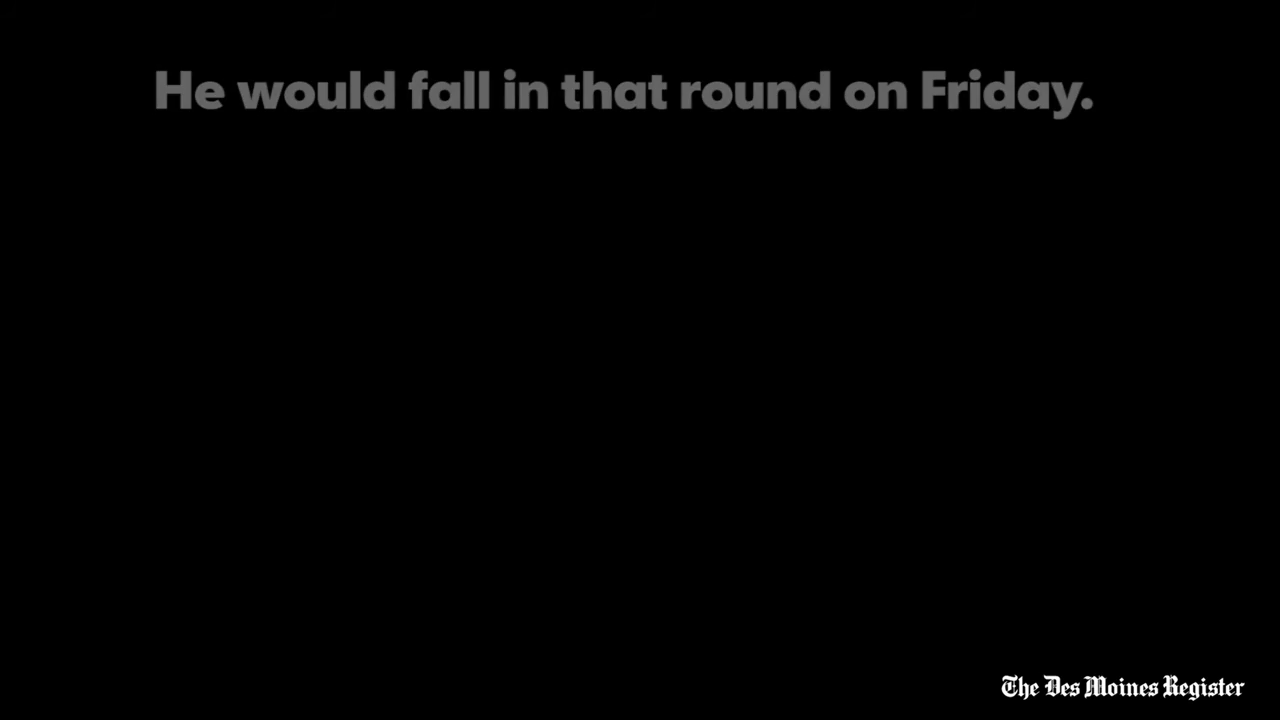 He would fall in that round on Friday.
The Des Moines Register